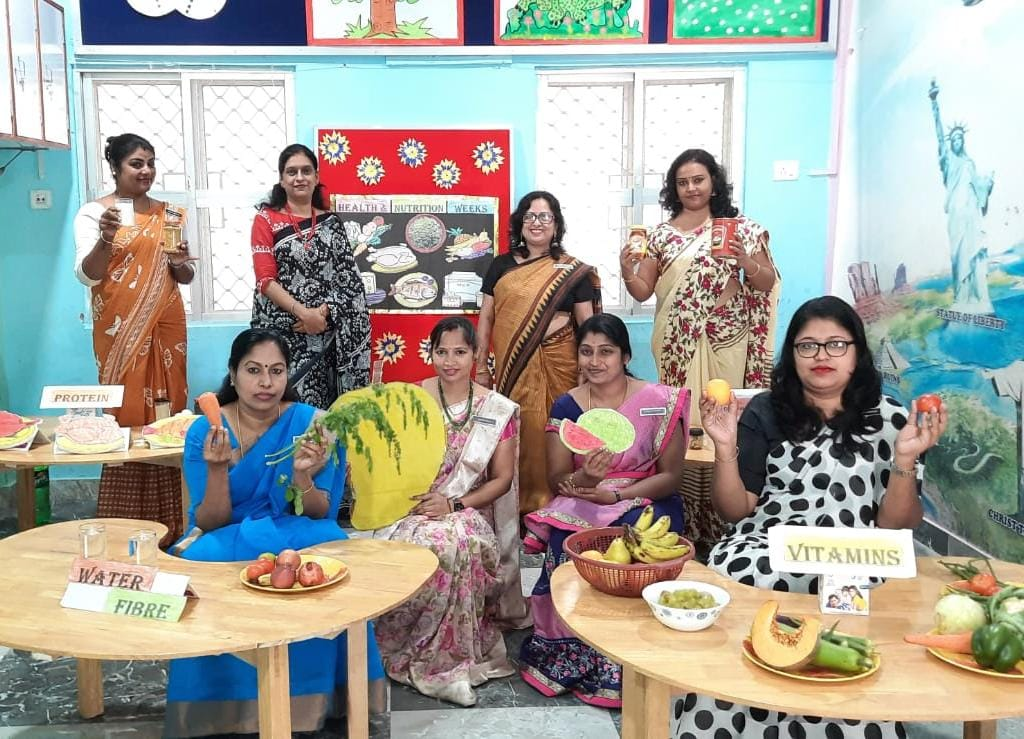 HEALTH & NUTRITION WEEKS
STATUE OF LIBERTY
PROTEIN
WATER
FIBRE
VITAMINS